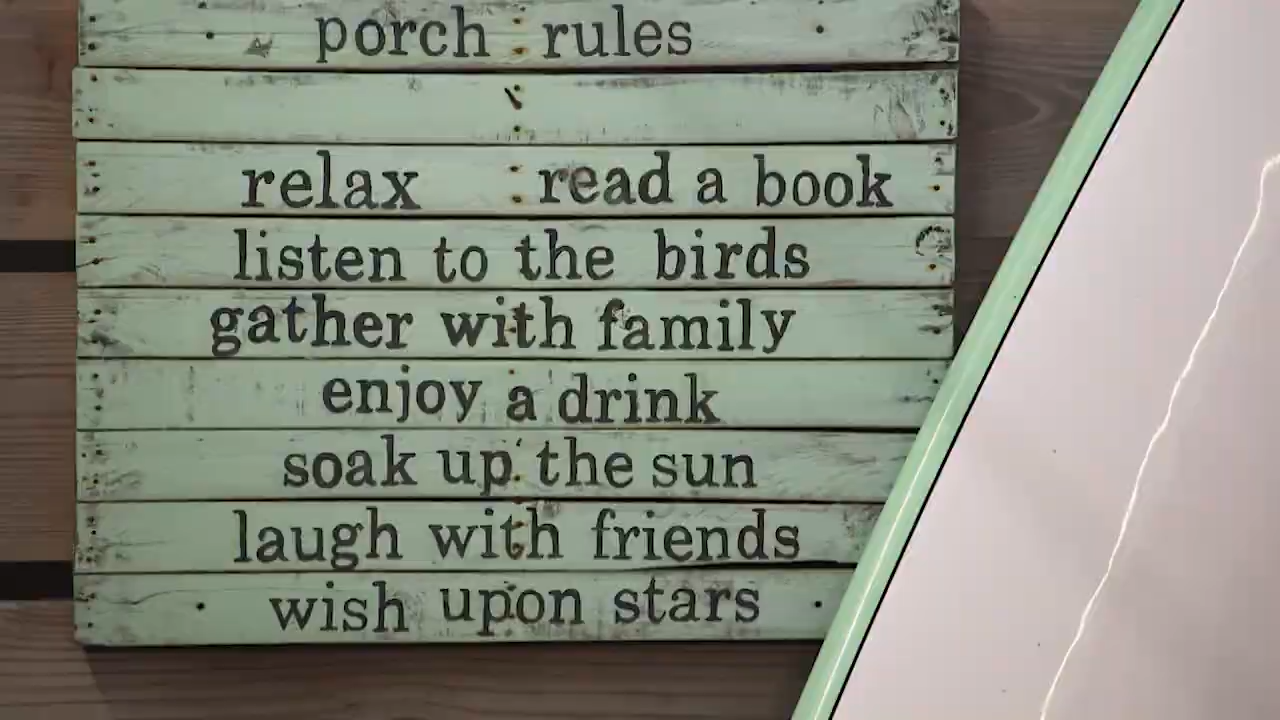 porch rules
relax read a book
listen to the birds
gather with family
enjoy a drink
soak up the sun
laugh with friends
wish upon stars